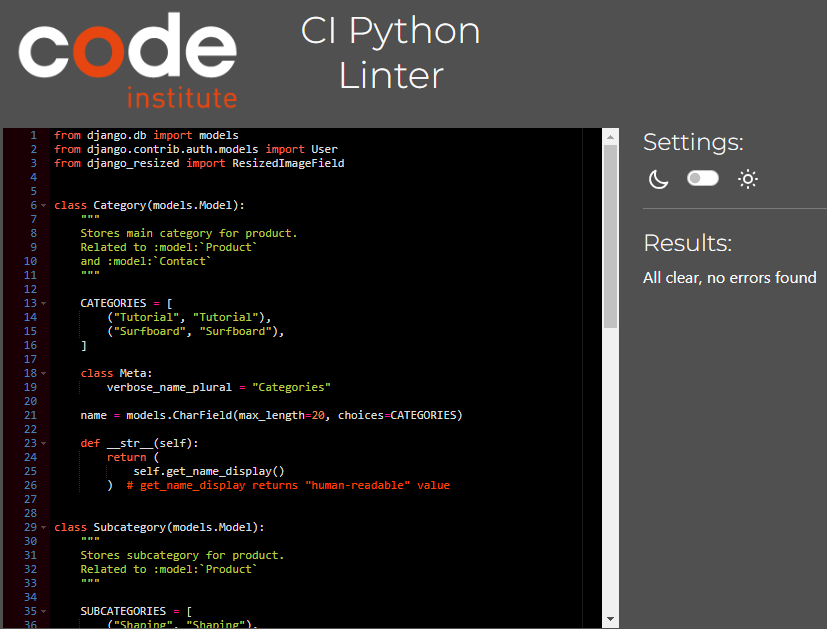 code
institute
CI Python
Linter
1 from django.db import models
2 from django.contrib.auth.models import User
3 from django_resized import ResizedImageField
4
5
6 class Category(models.Model):
7     """
8     Stores main category for product.
9     Related to :model:`Product`
10     and :model:`Contact`
11     """
12
13     CATEGORIES = [
14         ("Tutorial", "Tutorial"),
15         ("Surfboard", "Surfboard"),
16     ]
17
18     class Meta:
19         verbose_name_plural = "Categories"
20
21     name = models.CharField(max_length=20, choices=CATEGORIES)
22
23     def __str__(self):
24         return (
25             self.get_name_display()
26         )  # get_name_display returns "human-readable" value
27
28
29 class Subcategory(models.Model):
30     """
31     Stores subcategory for product.
32     Related to :model:`Product`
33     """
34
35     SUBCATEGORIES = [
36         ("Shaping", "Shaping"),
Settings:
Results:
All clear, no errors found